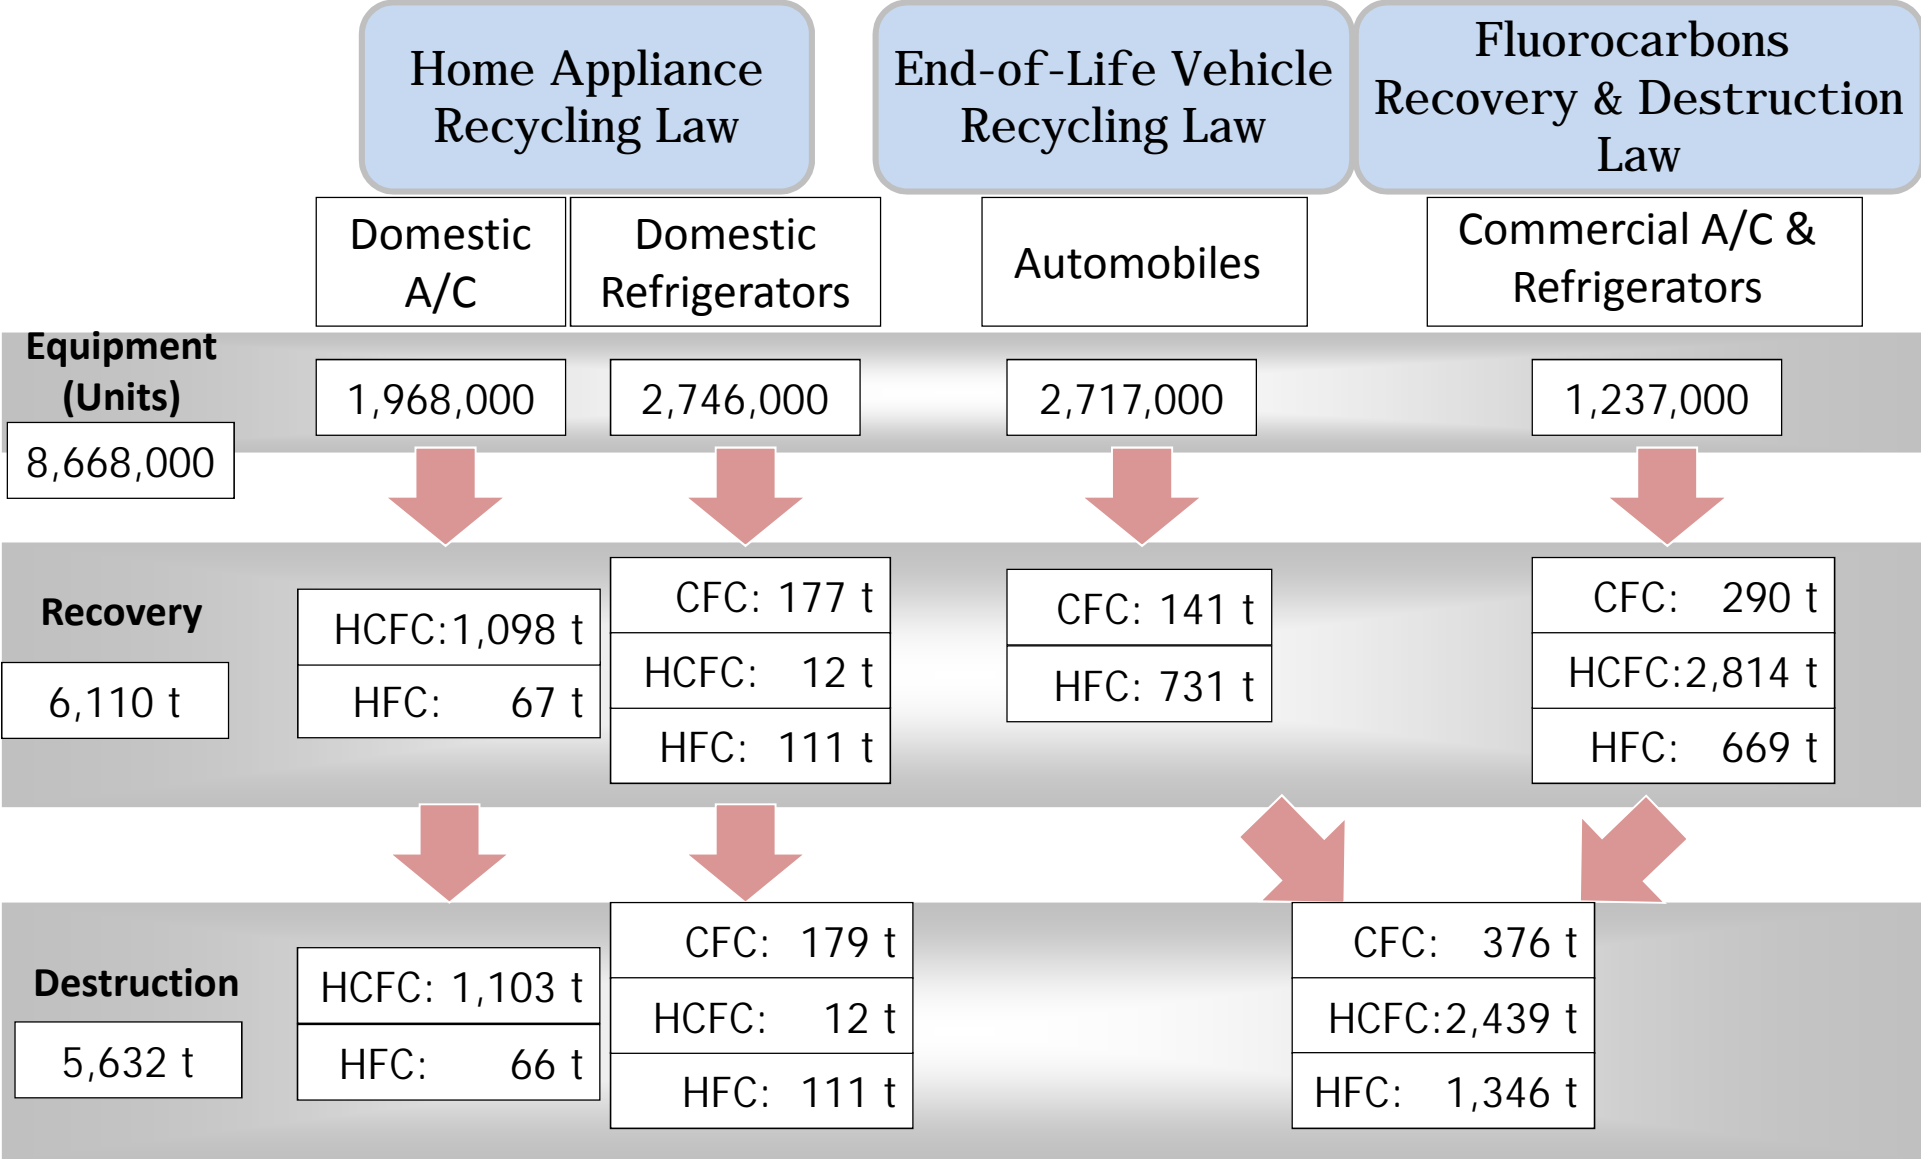 Home Appliance
Recycling Law
End-of-Life Vehicle
Recycling Law
Fluorocarbons
Recovery & Destruction
Law
Domestic
A/C
Domestic
Refrigerators
Automobiles
Commercial A/C &
Refrigerators
Equipment
(Units)
8,668,000
1,968,000
2,746,000
2,717,000
1,237,000
Recovery
6,110 t
HCFC:1,098 t
HFC: 67 t
CFC: 177 t
HCFC: 12 t
HFC: 111 t
CFC: 141 t
HFC: 731 t
CFC: 290 t
HCFC:2,814 t
HFC: 669 t
Destruction
5,632 t
HCFC: 1,103 t
HFC: 66 t
CFC: 179 t
HCFC: 12 t
HFC: 111 t
CFC: 376 t
HCFC:2,439 t
HFC: 1,346 t